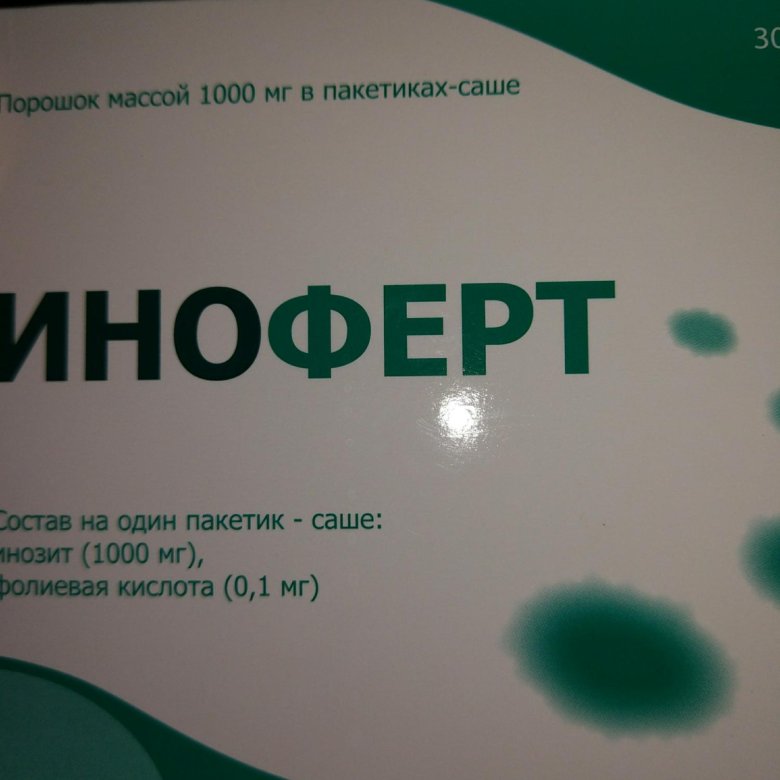 30
Порошок массой 1000 мг в пакетиках-саше
ИНОФЕРТ
Состав на один пакетик - саше:
инозит (1000 мг),
фолиевая кислота (0,1 мг)